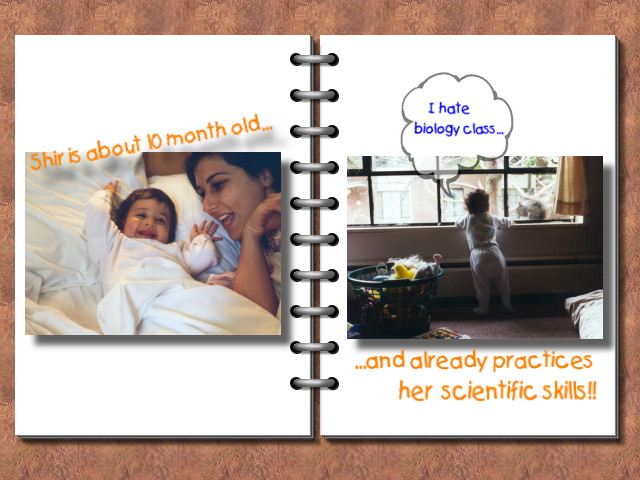 Shir is about 10 month old...
I hate
biology class...
...and already practices
her scientific skills!!